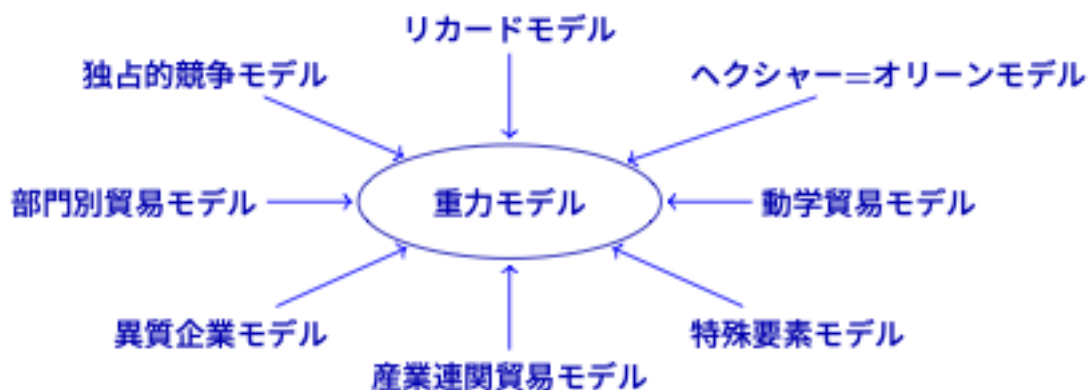 リカードモデル
独占的競争モデル
ヘクシャー=オリーンモデル
部門別貿易モデル
重力モデル
動学貿易モデル
異質企業モデル
特殊要素モデル
産業連関貿易モデル